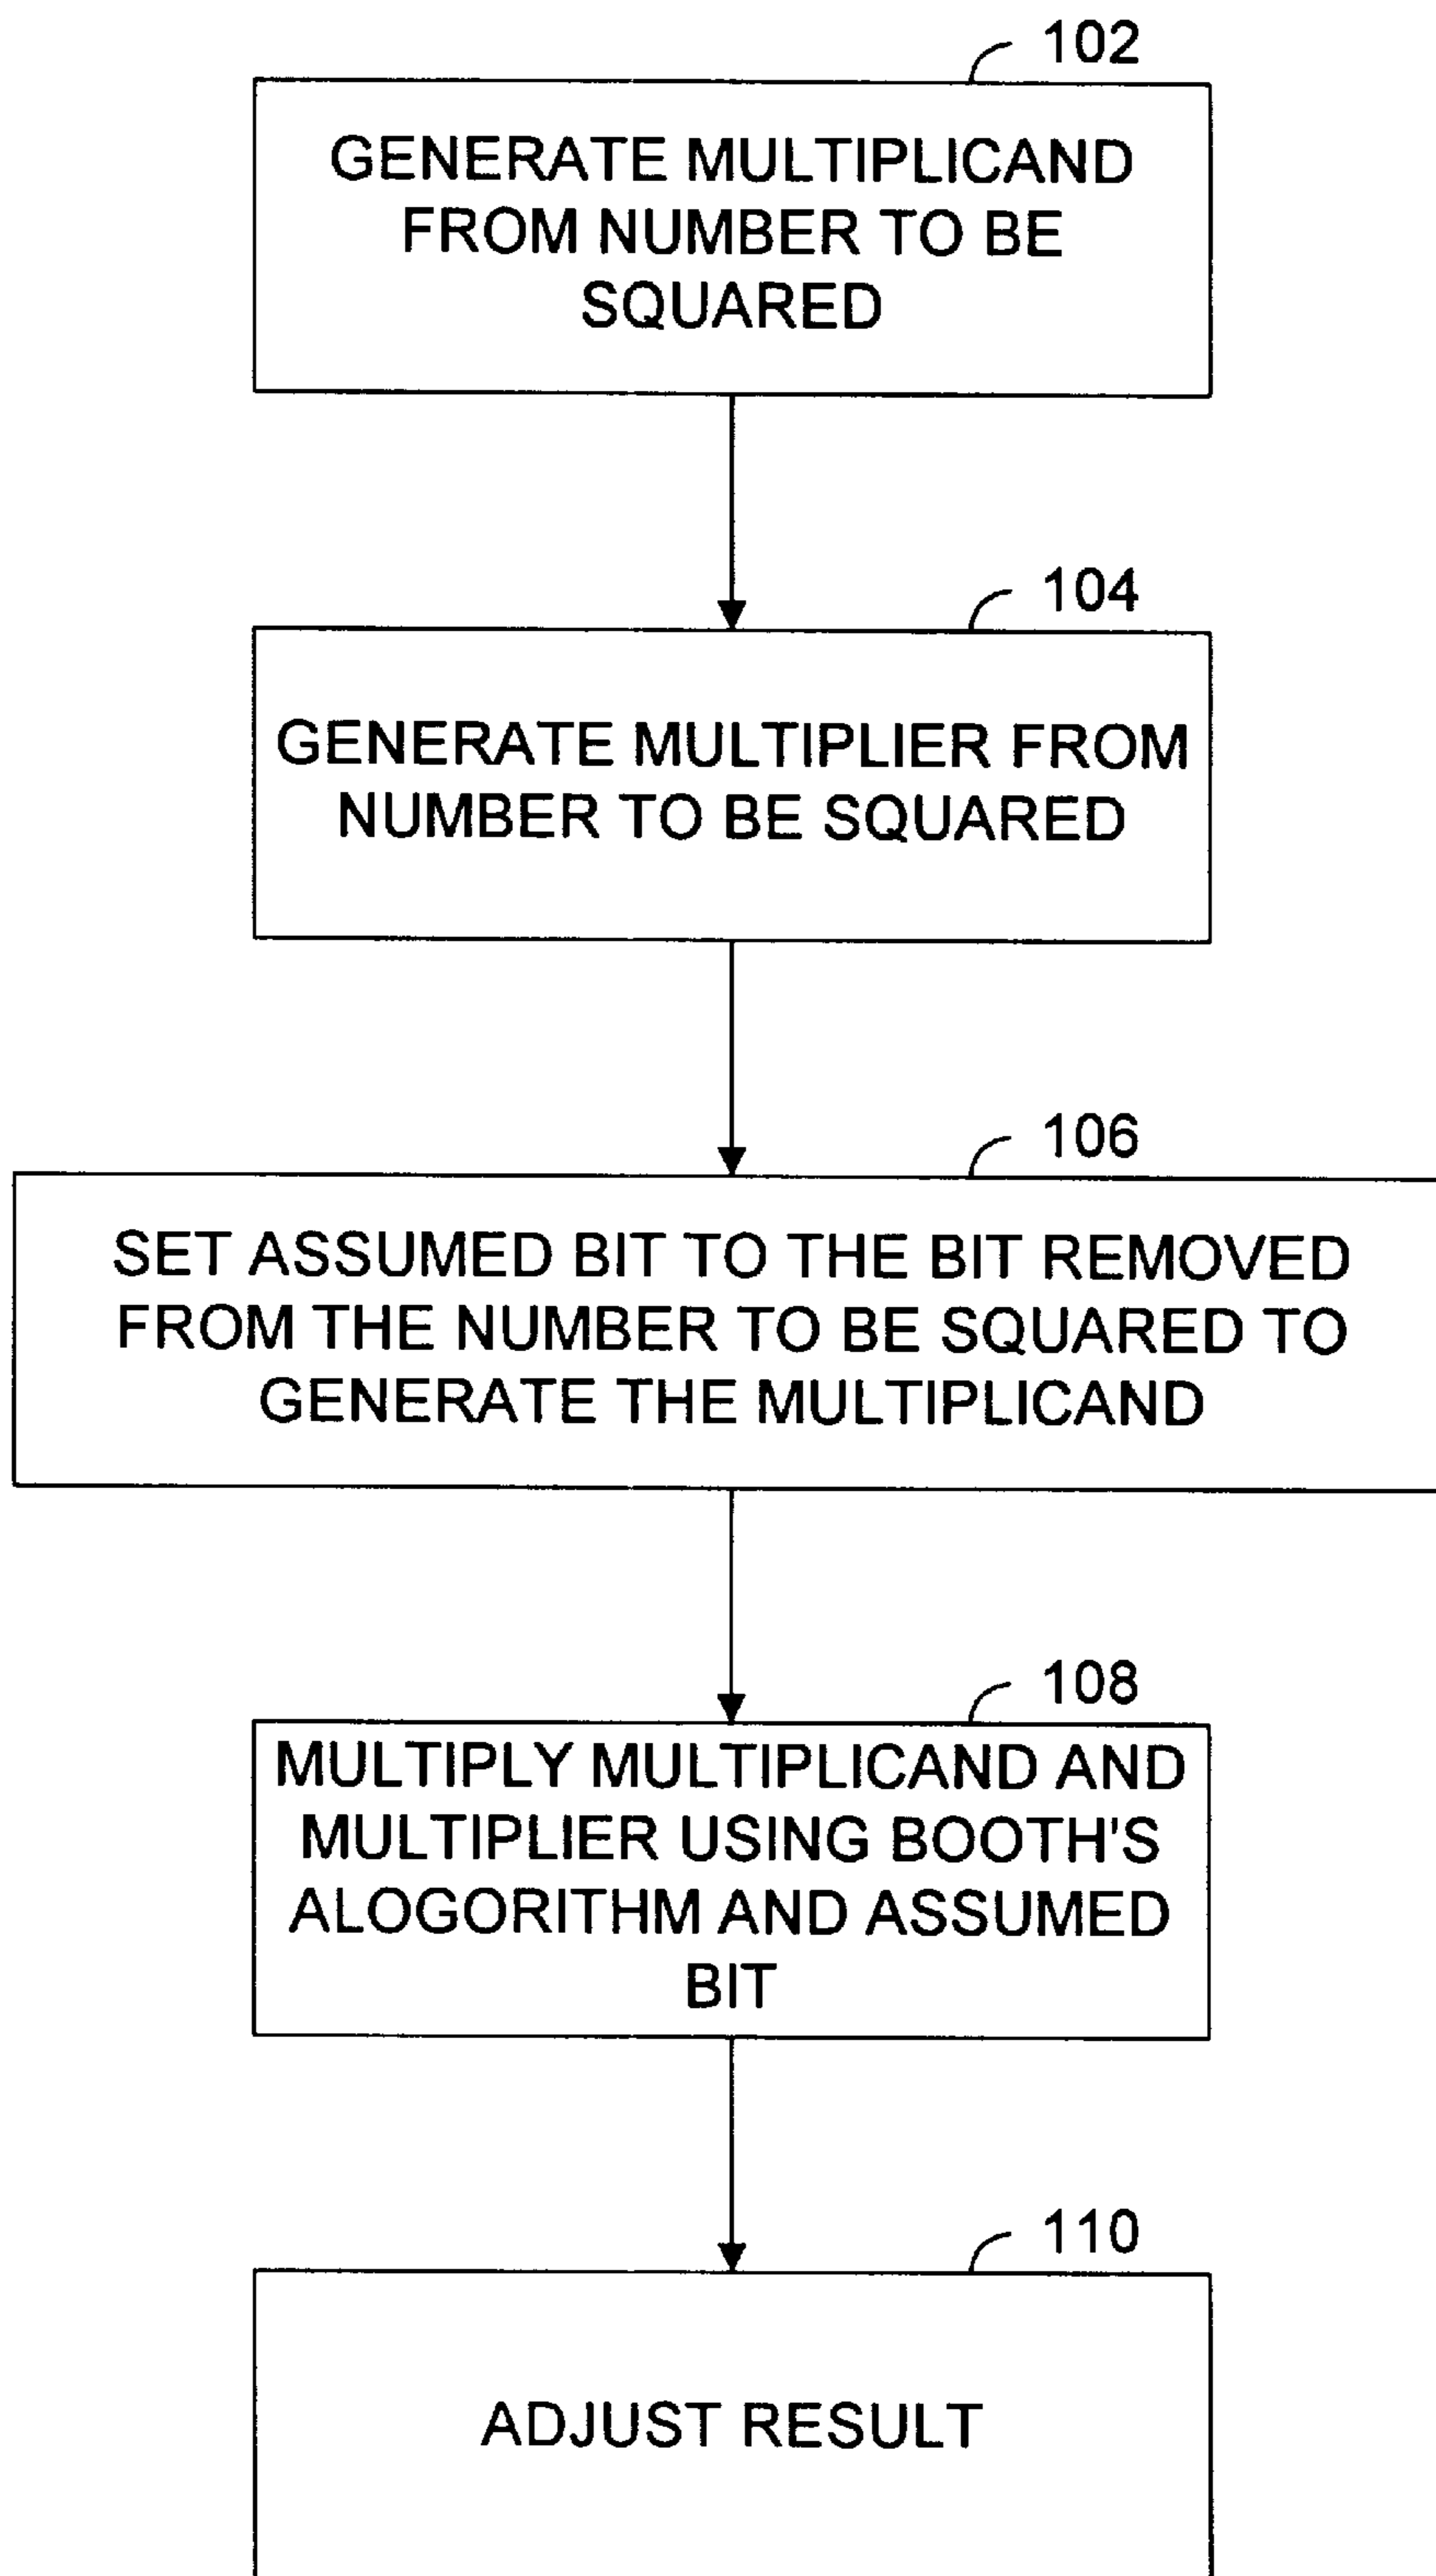 102
GENERATE MULTIPLICAND
FROM NUMBER TO BE
SQUARED
104
GENERATE MULTIPLIER FROM
NUMBER TO BE SQUARED
106
SET ASSUMED BIT TO THE BIT REMOVED
FROM THE NUMBER TO BE SQUARED TO
GENERATE THE MULTIPLICAND
108
MULTIPLY MULTIPLICAND AND
MULTIPLIER USING BOOTH'S
ALOGORITHM AND ASSUMED
BIT
110
ADJUST RESULT